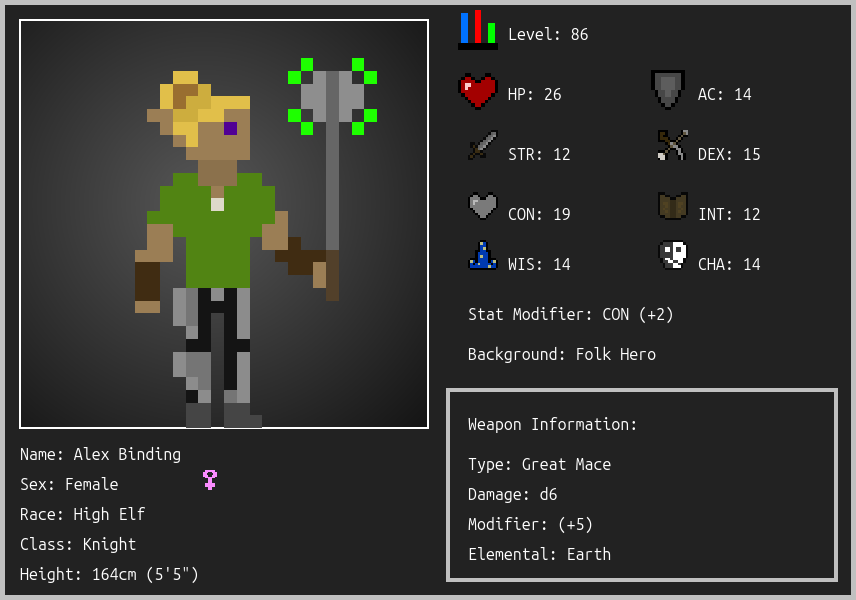 Level: 86
HP: 26
AC: 14
STR: 12
DEX: 15
CON: 19
INT: 12
WIS: 14
CHA: 14
Stat Modifier: CON (+2)
Background: Folk Hero
Weapon Information:
Type: Great Mace
Damage: d6
Modifier: (+5)
Elemental: Earth
Name: Alex Binding
Sex: Female
Race: High Elf
Class: Knight
Height: 164cm (5'5")